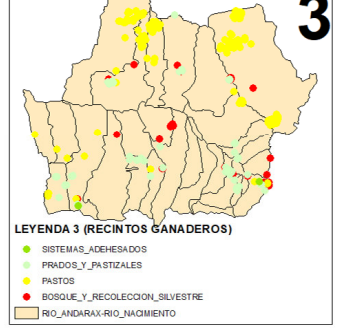 3
LEYENDA 3 (RECINTOS GANADEROS)
SISTEMAS_ADEHESADOS
PRADOS_Y_PASTIZALES
PASTOS
BOSQUE_Y_RECOLECCION_SILVESTRE
RIO_ANDARAX-RIO_NACIMIENTO